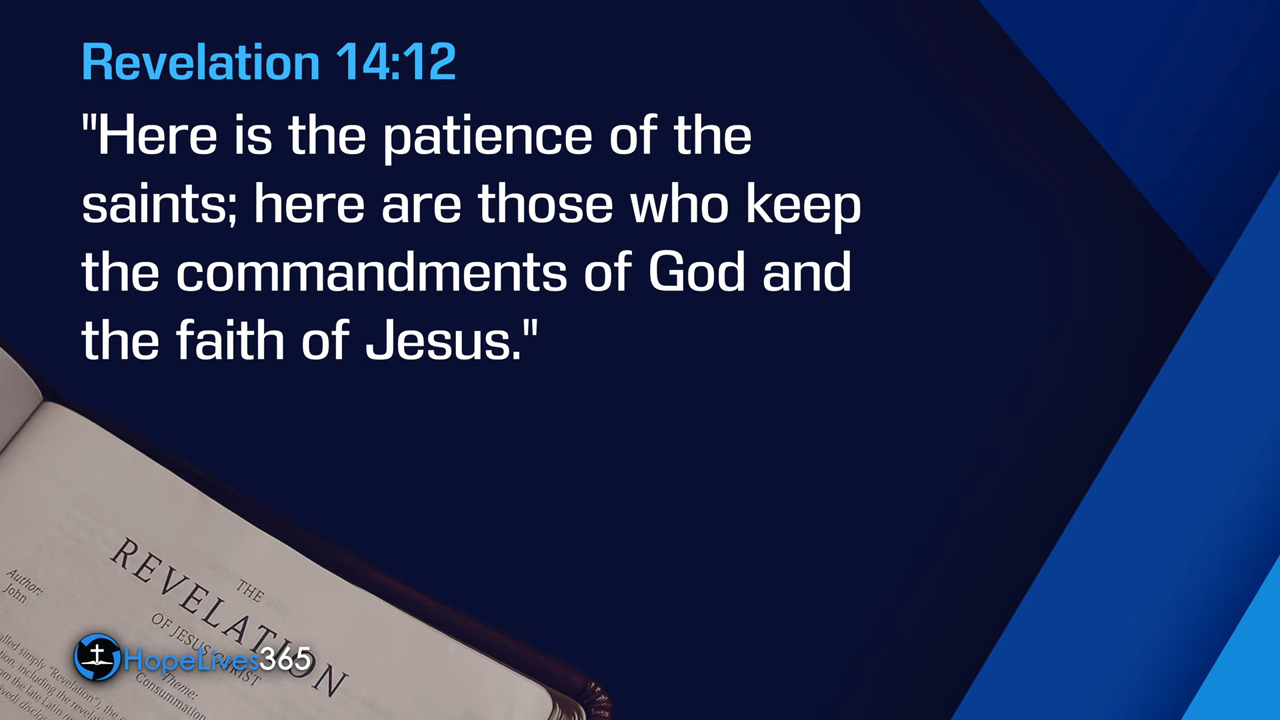 Revelation 14:12
"Here is the patience of the
saints; here are those who keep
the commandments of God and
the faith of Jesus."
THE
REVELATION
OF JESUS CHRIST
Author:
John
Theme:
Consummation
HopeLives365